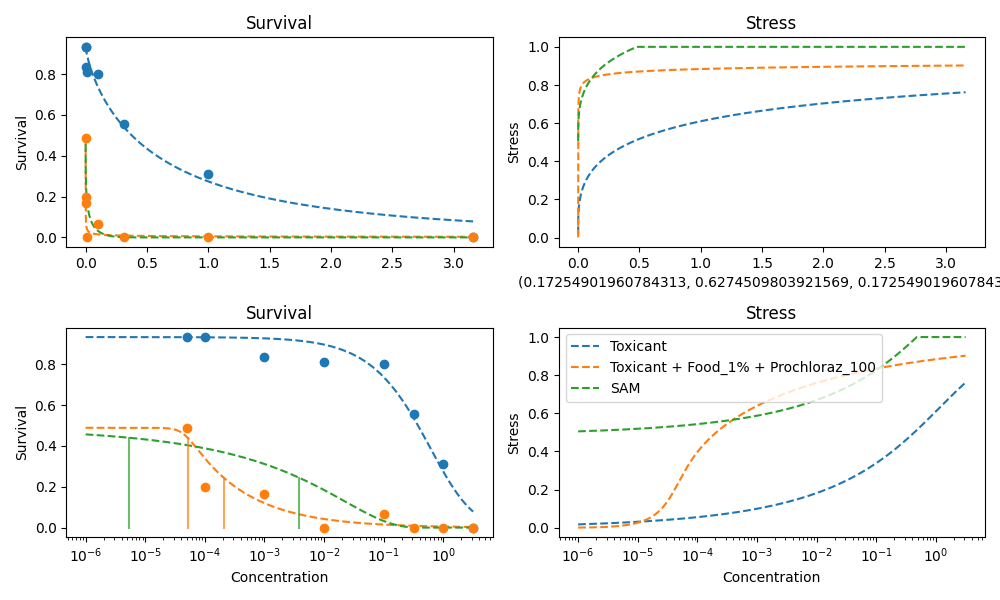 Survival
Survival
0.8
0.6
0.4
0.2
0.0
0.0 0.5 1.0 1.5 2.0 2.5 3.0
Stress
Stress
1.0
0.8
0.6
0.4
0.2
0.0
0.0 0.5 1.0 1.5 2.0 2.5 3.0
(0.17254901960784313, 0.6274509803921569, 0.1725490196078431
Survival
Survival
0.8
0.6
0.4
0.2
0.0
10⁻⁶ 10⁻⁵ 10⁻⁴ 10⁻³ 10⁻² 10⁻¹ 10⁰
Concentration
Stress
Stress
1.0
0.8
0.6
0.4
0.2
0.0
Toxicant
Toxicant + Food_1% + Prochloraz_100
SAM
10⁻⁶ 10⁻⁵ 10⁻⁴ 10⁻³ 10⁻² 10⁻¹ 10⁰
Concentration